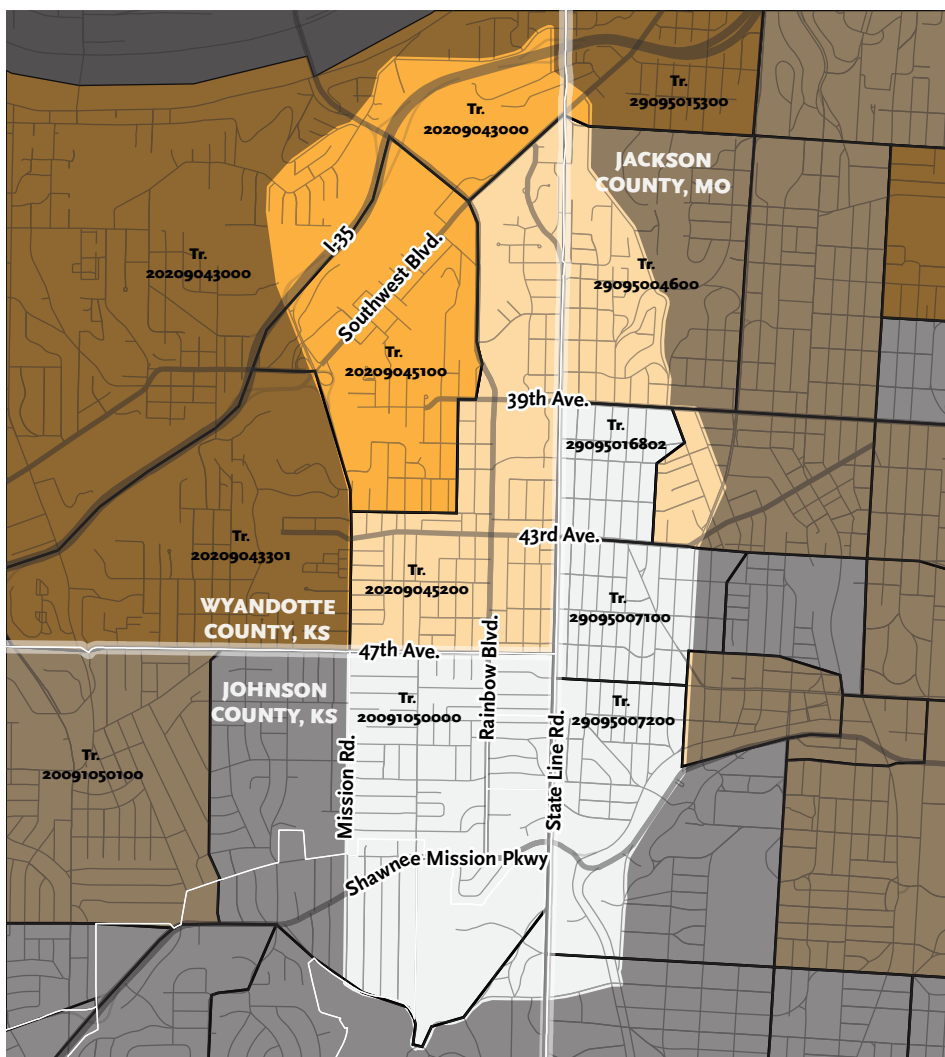 Tr.
29095015300
Tr.
20209043000
JACKSON
COUNTY, MO
I-35
Southwest Blvd.
Tr.
20209043000
Tr.
29095004600
Tr.
20209045100
39th Ave.
Tr.
29095016802
43rd Ave.
Tr.
20209043301
Tr.
20209045200
Tr.
29095007100
WYANDOTTE
COUNTY, KS
47th Ave.
Rainbow Blvd.
JOHNSON
COUNTY, KS
Tr.
20091050000
Tr.
29095007200
State Line Rd.
Mission Rd.
Tr.
20091050100
Shawnee Mission Pkwy